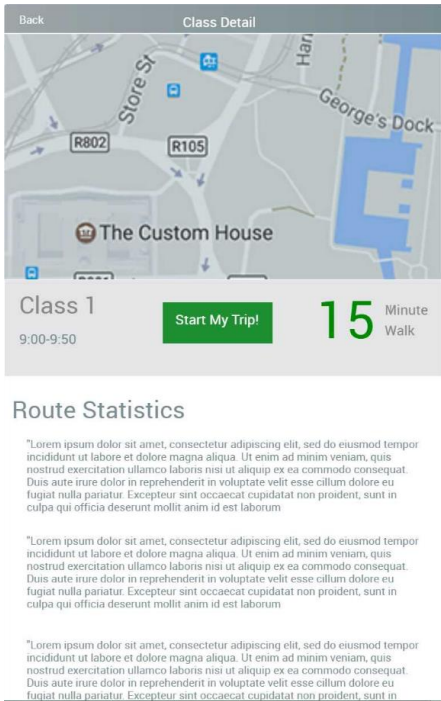 Back
Class Detail
Store St
Har
George's Dock
R802
R105
The Custom House
Class 1
9:00-9:50
Start My Trip!
15
Minute
Walk
Route Statistics
"Lorem ipsum dolor sit amet, consectetur adipiscing elit, sed do eiusmod tempor
incididunt ut labore et dolore magna aliqua. Ut enim ad minim veniam, quis
nostrud exercitation ullamco laboris nisi ut aliquip ex ea commodo consequat.
Duis aute irure dolor in reprehenderit in voluptate velit esse cillum dolore eu
fugiat nulla pariatur. Excepteur sint occaecat cupidatat non proident, sunt in
culpa qui officia deserunt mollit anim id est laborum
"Lorem ipsum dolor sit amet, consectetur adipiscing elit, sed do eiusmod tempor
incididunt ut labore et dolore magna aliqua. Ut enim ad minim veniam, quis
nostrud exercitation ullamco laboris nisi ut aliquip ex ea commodo consequat.
Duis aute irure dolor in reprehenderit in voluptate velit esse cillum dolore eu
fugiat nulla pariatur. Excepteur sint occaecat cupidatat non proident, sunt in
culpa qui officia deserunt mollit anim id est laborum
"Lorem ipsum dolor sit amet, consectetur adipiscing elit, sed do eiusmod tempor
incididunt ut labore et dolore magna aliqua. Ut enim ad minim veniam, quis
nostrud exercitation ullamco laboris nisi ut aliquip ex ea commodo consequat.
Duis aute irure dolor in reprehenderit in voluptate velit esse cillum dolore eu
fugiat nulla pariatur. Excepteur sint occaecat cupidatat non proident, sunt in